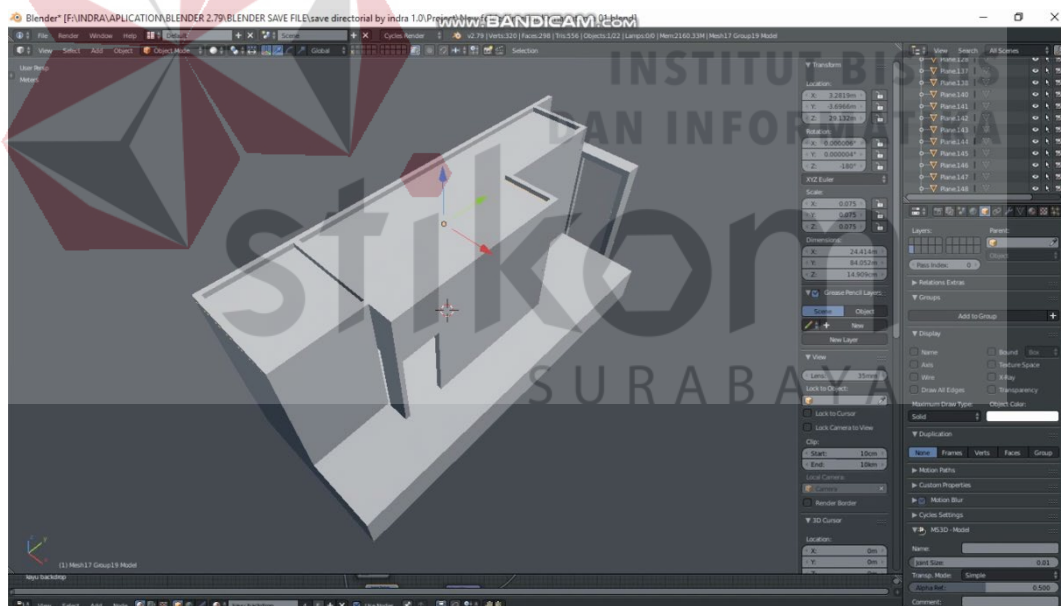 Blender* [F:\INDRA\APLICATION\BLENDER 2.79\BLENDER SAVE FILE\save directorial by indra 1.0\Project\New
www.BANDICAM.com
File Render Window Help Default Scene Cycles Render v2.79 | Verts:320 | Faces:298 | Tris:556 | Objects:1/22 | Lamps:0/0 | Mem:2160.33M | Mesh17 Group19 Model
View Select Add Object Object Mode Global Selection
View Search All Scenes
User Persp
Meters
INSTITUT BISNIS
DAN INFORMATIKA
stikom
SURABAYA
Transform
Location:
X: 3.2819m
Y: -3.6966m
Z: 29.132m
Rotation:
X: 0.000006°
Y: 0.000004°
Z: -180°
XYZ Euler
Scale:
X: 0.075
Y: 0.075
Z: 0.075
Dimensions:
X: 24.414m
Y: 84.052m
Z: 14.909cm
Grease Pencil Layers
Scene Object
New
New Layer
View
Lens: 35mm
Lock to Object:
Lock to Cursor
Lock Camera to View
Clip:
Start: 10cm
End: 10km
Local Camera:
Camera
Render Border
3D Cursor
Location:
X: 0m
Y: 0m
Plane.137
Plane.138
Plane.140
Plane.141
Plane.142
Plane.143
Plane.144
Plane.145
Plane.146
Plane.147
Plane.148
Layers: Parent:
Object
Pass Index: 0
Relations Extras
Groups
Add to Group
Display
Name Bound Box
Axis Texture Space
Wire X-Ray
Draw All Edges Transparency
Maximum Draw Type: Object Color:
Solid
Duplication
None Frames Verts Faces Group
Motion Paths
Custom Properties
Motion Blur
Cycles Settings
MS3D - Model
Name:
Joint Size: 0.01
Transp. Mode: Simple
Alpha Ref: 0.500
Comment:
(1) Mesh17 Group19 Model
kayu backdrop
View Select Add Node